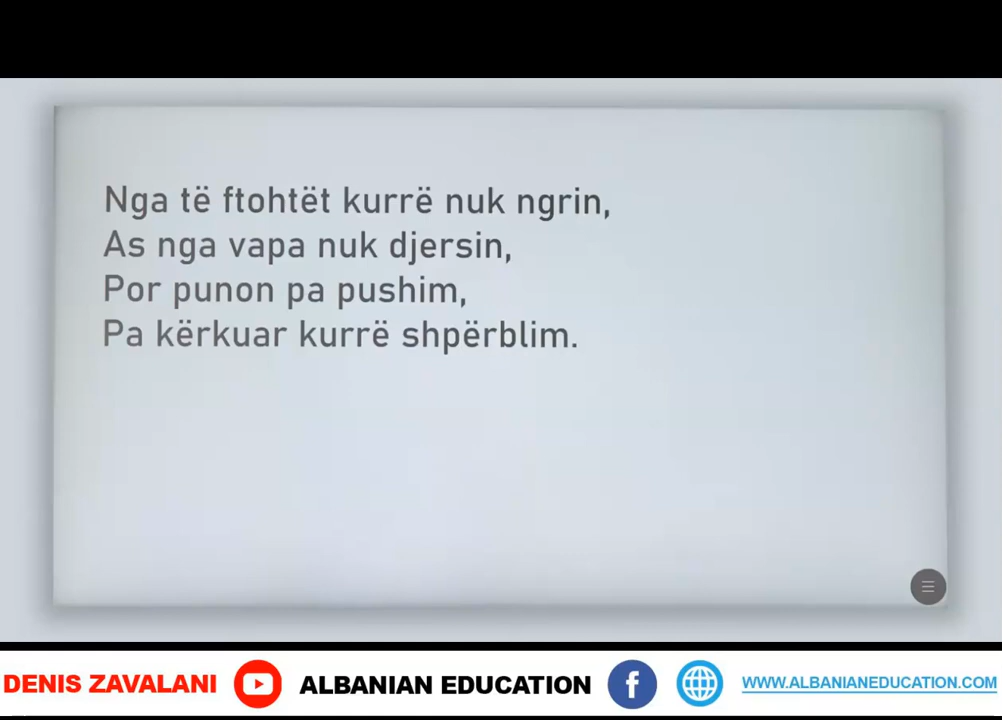 Nga të ftohtët kurrë nuk ngrin,
As nga vapa nuk djersin,
Por punon pa pushim,
Pa kërkuar kurrë shpërblim.
DENIS ZAVALANI ALBANIAN EDUCATION WWW.ALBANIANEDUCATION.COM